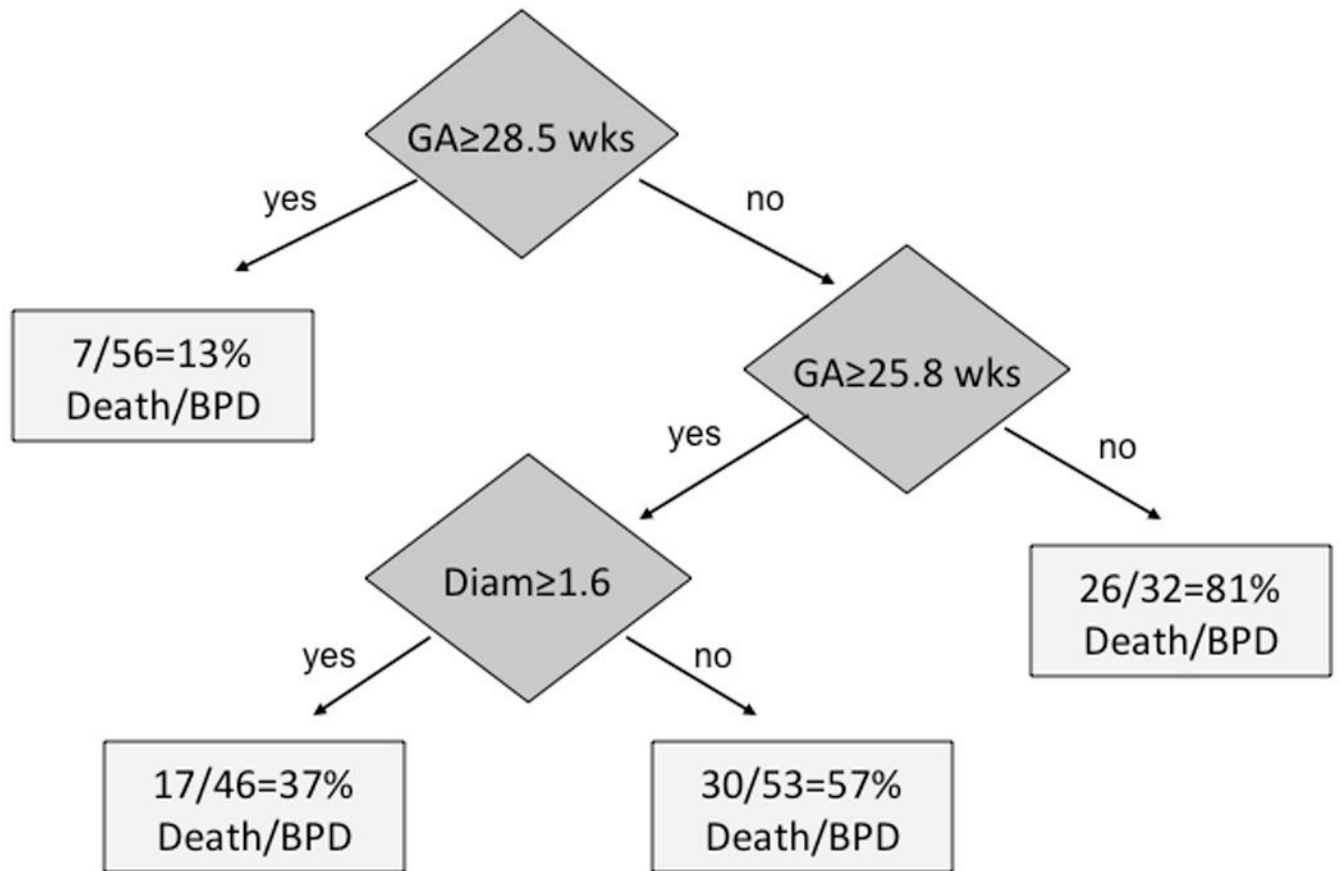 GA≥28.5 wks
yes
no
7/56=13%
Death/BPD
GA≥25.8 wks
yes
no
Diam≥1.6
26/32=81%
Death/BPD
yes
no
17/46=37%
Death/BPD
30/53=57%
Death/BPD